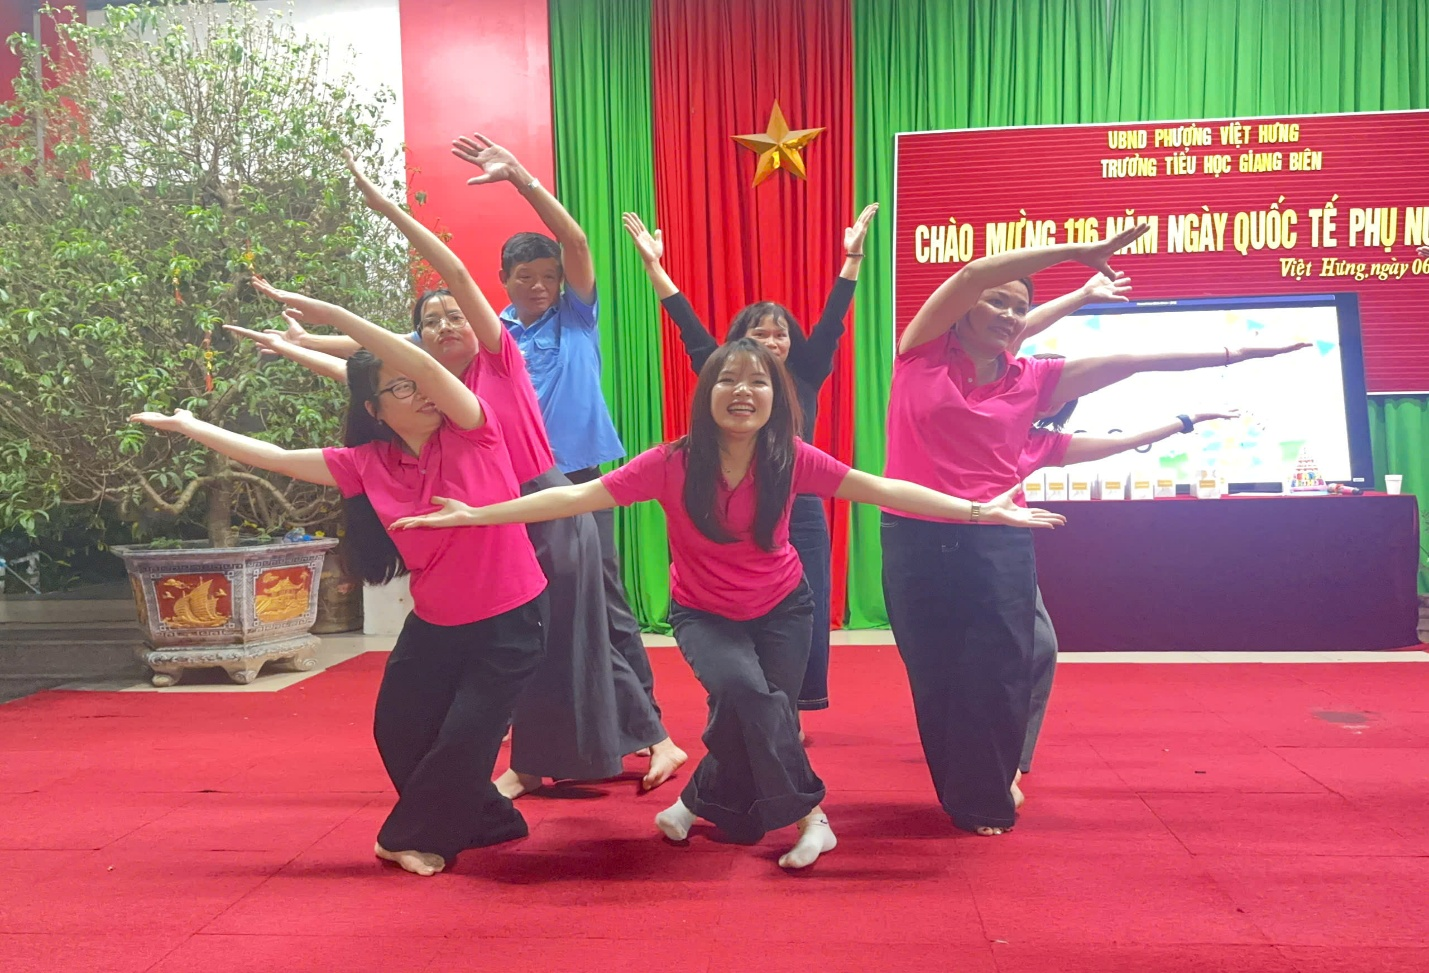 UBND PHƯỜNG VIỆT HƯNG
TRƯỜNG TIỂU HỌC GIANG BIÊN
CHÀO MỪNG 116 NĂM NGÀY QUỐC TẾ PHỤ NỮ
Việt Hưng, ngày 06